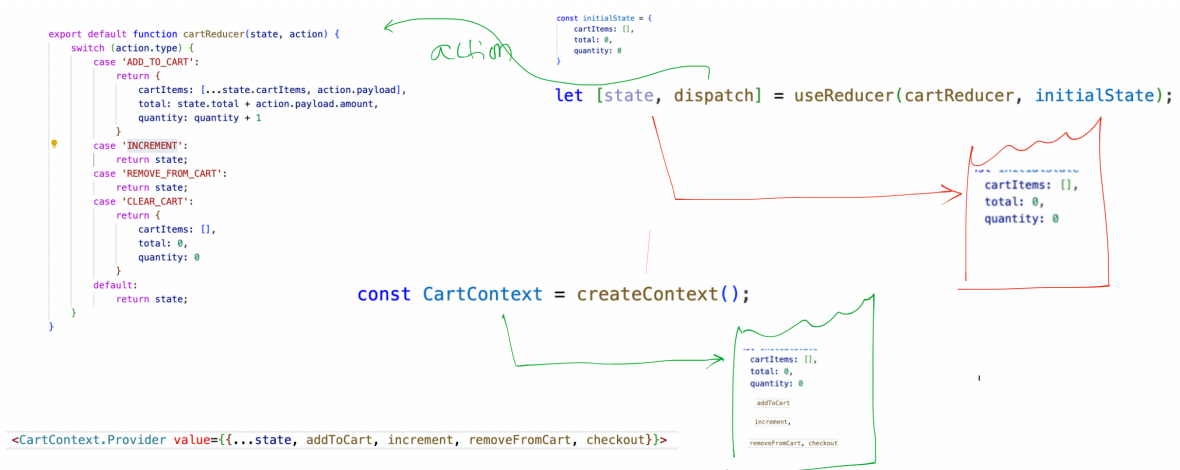 export default function cartReducer(state, action) {
switch (action.type) {
case 'ADD_TO_CART':
return {
cartItems: [...state.cartItems, action.payload],
total: state.total + action.payload.amount,
quantity: quantity + 1
}
case 'INCREMENT':
return state;
case 'REMOVE_FROM_CART':
return state;
case 'CLEAR_CART':
return {
cartItems: [],
total: 0,
quantity: 0
}
default:
return state;
}
}
action
const initialState = {
cartItems: [],
total: 0,
quantity: 0
}
let [state, dispatch] = useReducer(cartReducer, initialState);
cartItems: [],
total: 0,
quantity: 0
const CartContext = createContext();
cartItems: [],
total: 0,
quantity: 0
addToCart
increment,
removeFromCart, checkout
<CartContext.Provider value={{...state, addToCart, increment, removeFromCart, checkout}}>